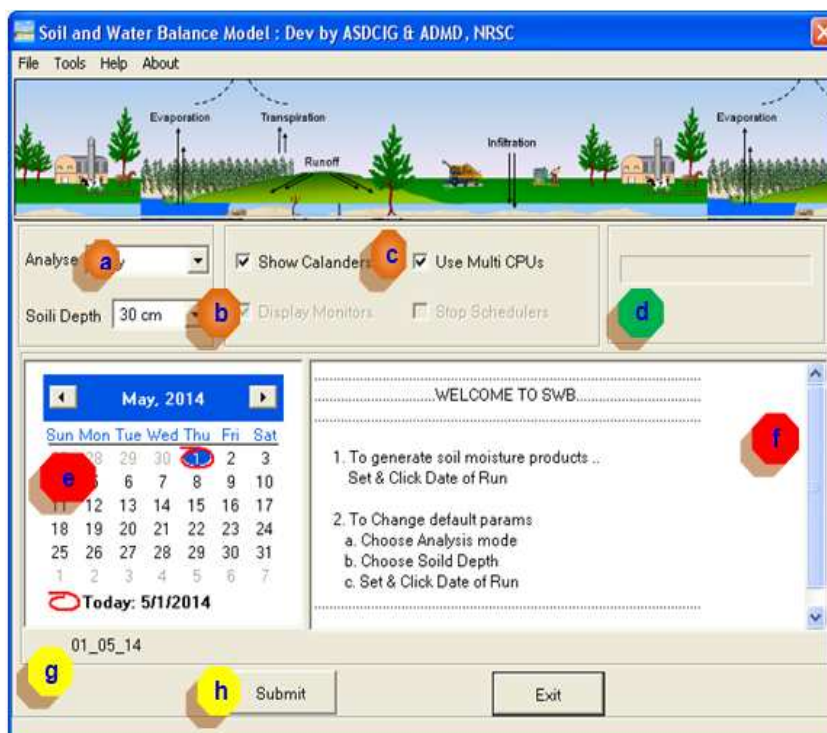 Soil and Water Balance Model : Dev by ASDCIG & ADMD, NRSC
File Tools Help About
Evaporation Transpiration Runoff Infiltration Evaporation
Analyse a y c Show Calanders Use Multi CPUs
Soili Depth 30 cm b Display Monitors Stop Schedulers d
May, 2014
Sun Mon Tue Wed Thu Fri Sat
28 29 30 1 2 3
e 5 6 7 8 9 10
11 12 13 14 15 16 17
18 19 20 21 22 23 24
25 26 27 28 29 30 31
1 2 3 4 5 6 7
Today: 5/1/2014
..............WELCOME TO SWB..............
f
1. To generate soil moisture products ..
Set & Click Date of Run
2. To Change default params
a. Choose Analysis mode
b. Choose Soild Depth
c. Set & Click Date of Run
01_05_14
g
h Submit Exit